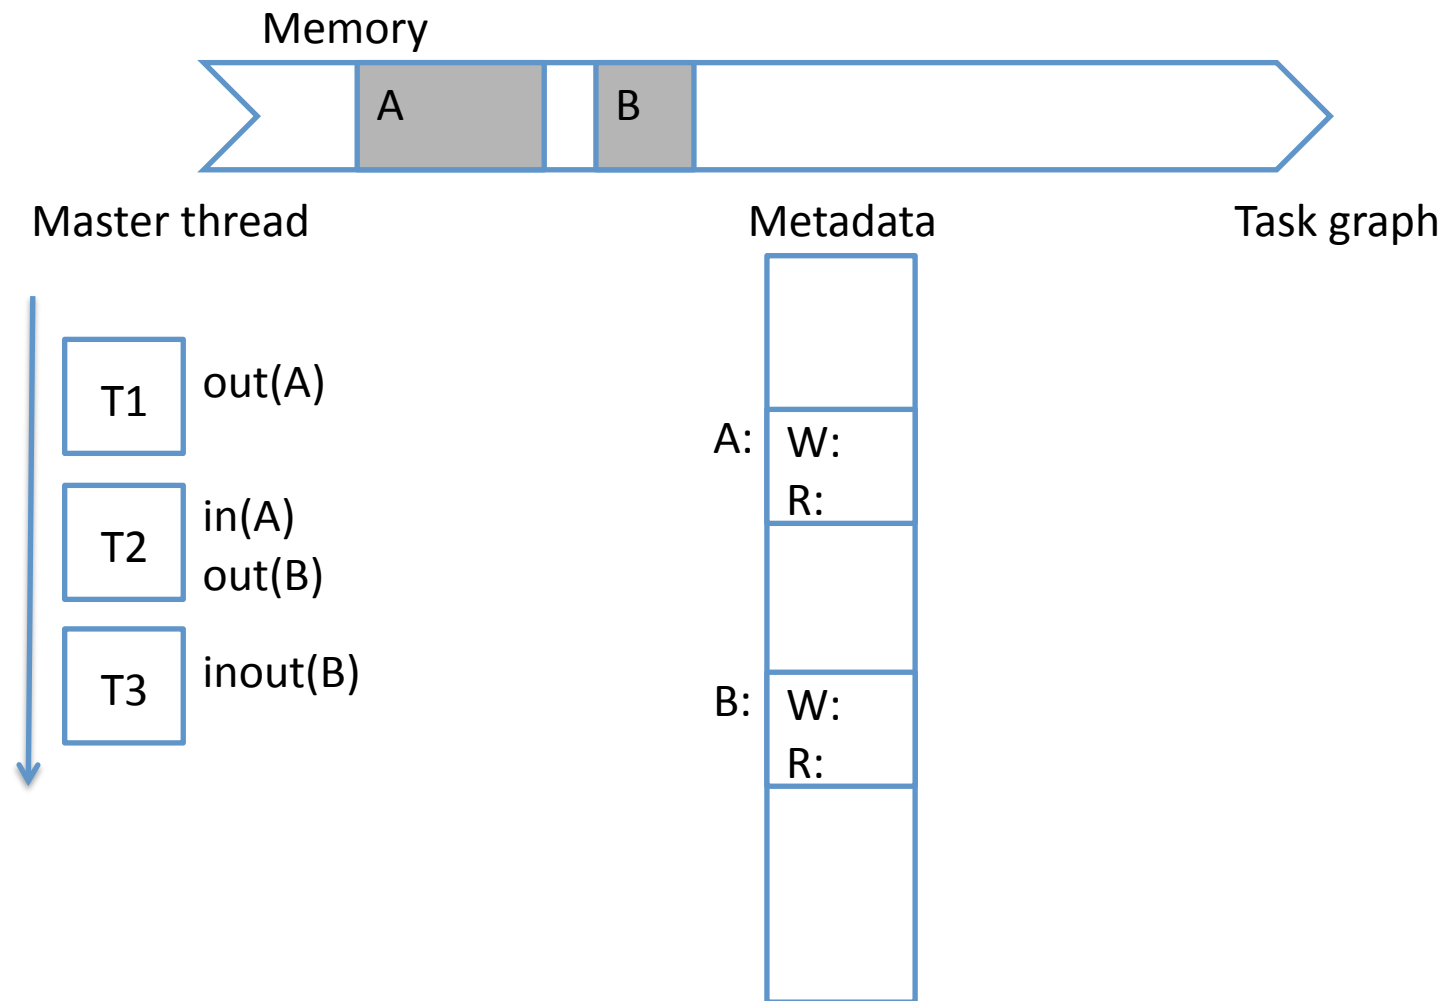 Memory
A
B
Master thread
Metadata
Task graph
T1
out(A)
T2
in(A)
out(B)
T3
inout(B)
A:
W:
R:
B:
W:
R: